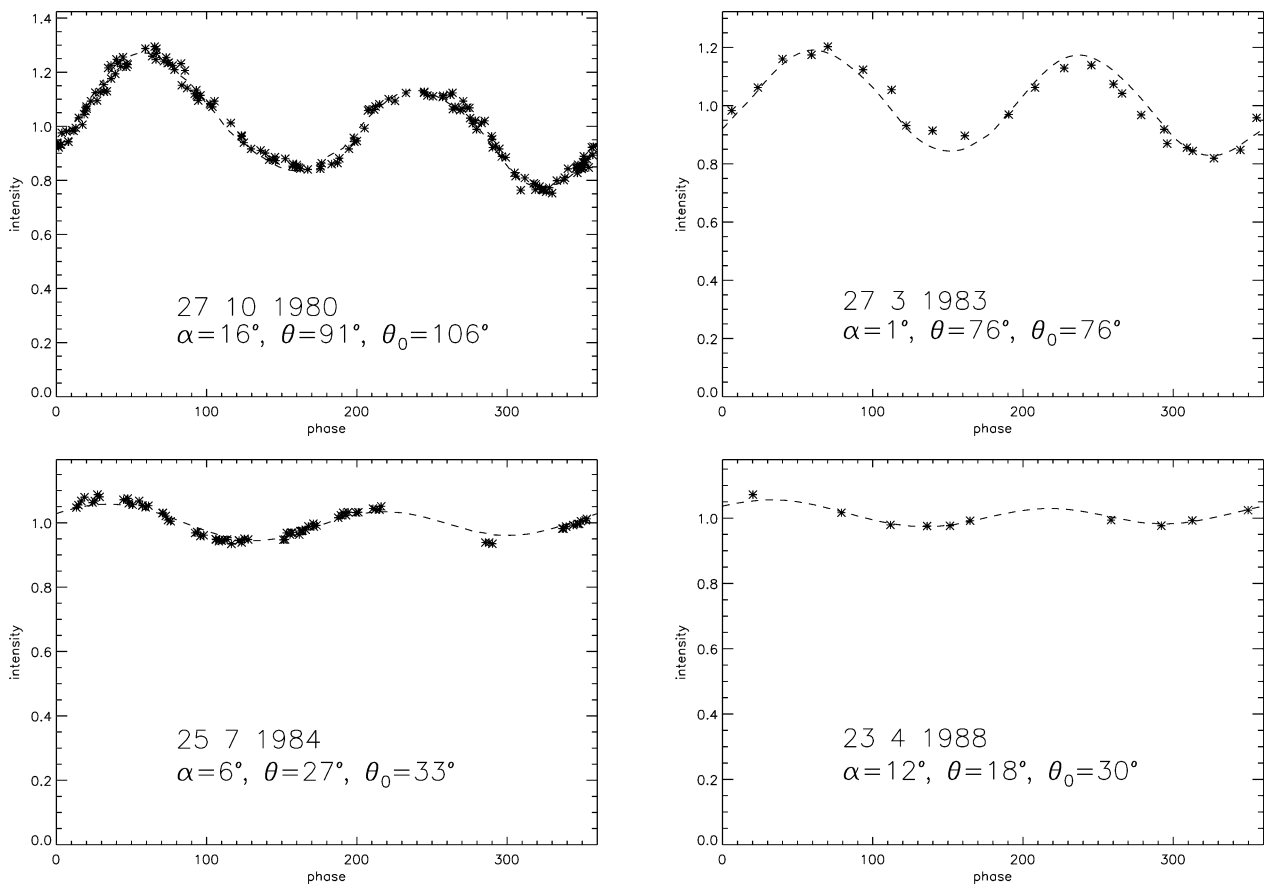 1.4
1.2
1.0
0.8
0.6
0.4
0.2
0.0
intensity
0 100 200 300
phase
27 10 1980
α=16°, θ=91°, θ₀=106°
1.2
1.0
0.8
0.6
0.4
0.2
0.0
intensity
0 100 200 300
phase
27 3 1983
α=1°, θ=76°, θ₀=76°
1.0
0.8
0.6
0.4
0.2
0.0
intensity
0 100 200 300
phase
25 7 1984
α=6°, θ=27°, θ₀=33°
1.0
0.8
0.6
0.4
0.2
0.0
intensity
0 100 200 300
phase
23 4 1988
α=12°, θ=18°, θ₀=30°